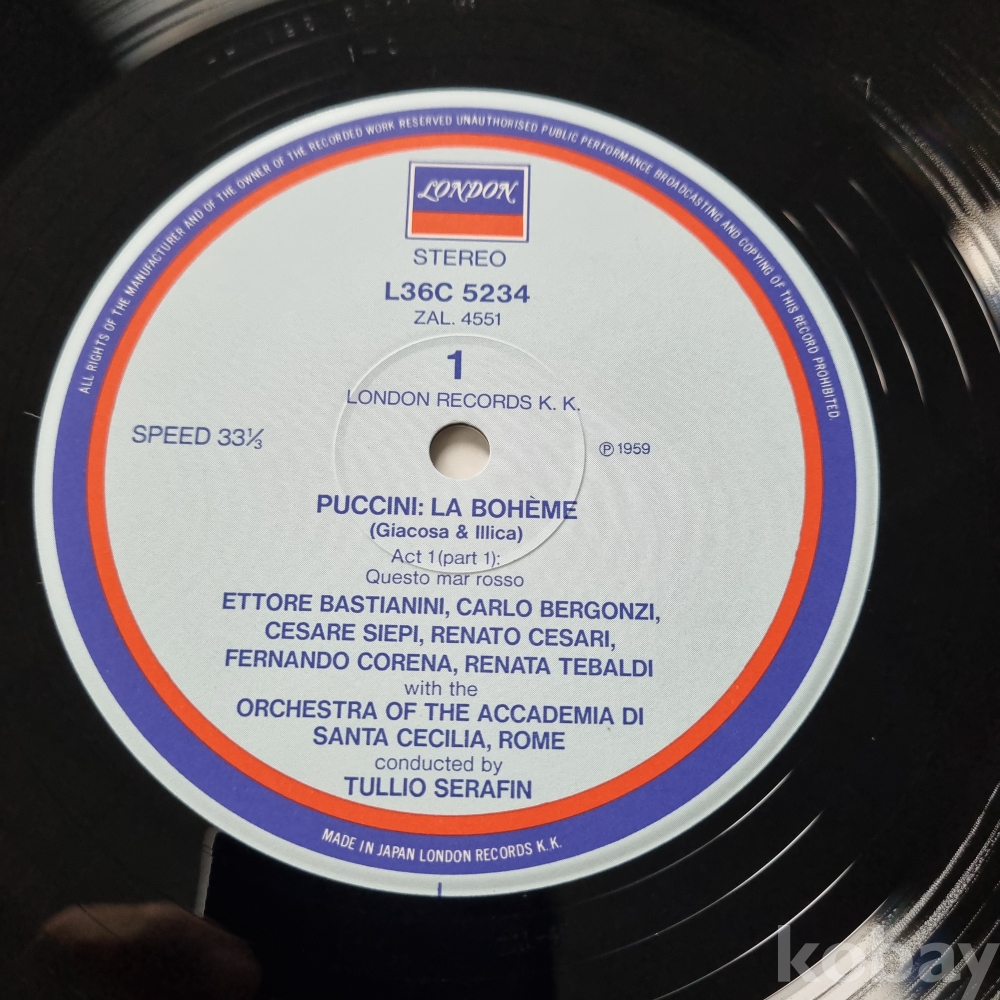 ALL RIGHTS OF THE MANUFACTURER AND OF THE OWNER OF THE RECORDED WORK RESERVED UNAUTHORISED PUBLIC PERFORMANCE BROADCASTING AND COPYING OF THIS RECORD PROHIBITED.
LONDON
STEREO
L36C 5234
ZAL. 4551
1
LONDON RECORDS K. K.
SPEED 33⅓
℗ 1959
PUCCINI: LA BOHÈME
(Giacosa & Illica)
Act 1 (part 1):
Questo mar rosso
ETTORE BASTIANINI, CARLO BERGONZI,
CESARE SIEPI, RENATO CESARI,
FERNANDO CORENA, RENATA TEBALDI
with the
ORCHESTRA OF THE ACCADEMIA DI
SANTA CECILIA, ROME
conducted by
TULLIO SERAFIN
MADE IN JAPAN LONDON RECORDS K. K.
kobay